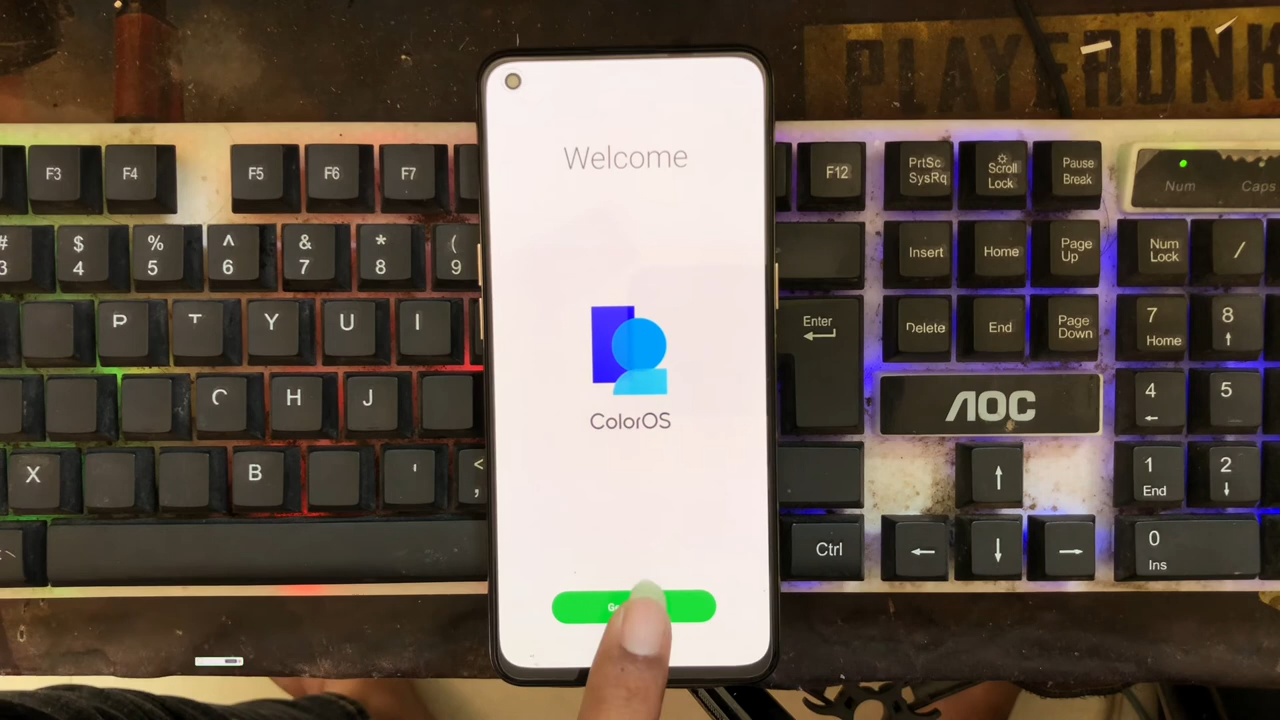 PLAYERUNK
Welcome
ColorOS
F3
F4
F5
F6
F7
F12
PrtSc
SysRq
Scroll
Lock
Pause
Break
Num
Caps
#
3
$
4
%
5
^
6
&
7
*
8
(
9
Insert
Home
Page
Up
Num
Lock
/
T
Y
U
I
Enter
Delete
End
Page
Down
7
Home
8
H
J
AOC
4
5
X
B
'
<
,
1
End
2
Ctrl
0
Ins